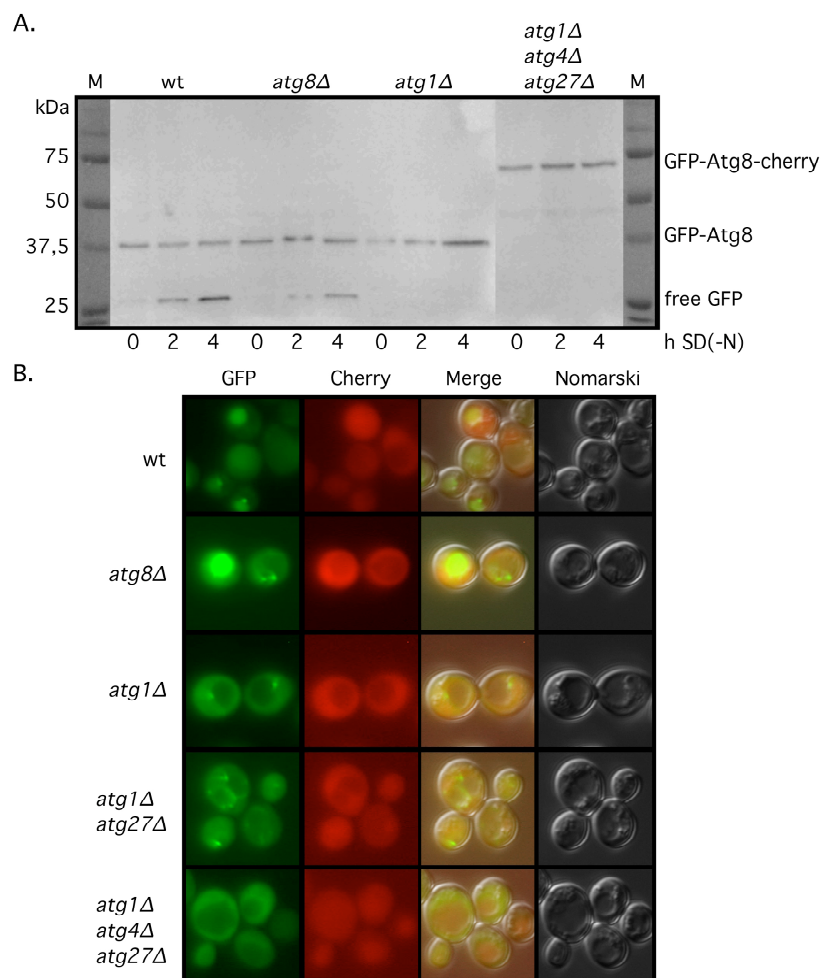 A.
atg1Δ
atg4Δ
M wt atg8Δ atg1Δ atg27Δ M
kDa
75 GFP-Atg8-cherry
50
37,5 GFP-Atg8
25 free GFP
0 2 4 0 2 4 0 2 4 0 2 4 h SD(-N)
B.
GFP Cherry Merge Nomarski
wt
atg8Δ
atg1Δ
atg1Δ
atg27Δ
atg1Δ
atg4Δ
atg27Δ